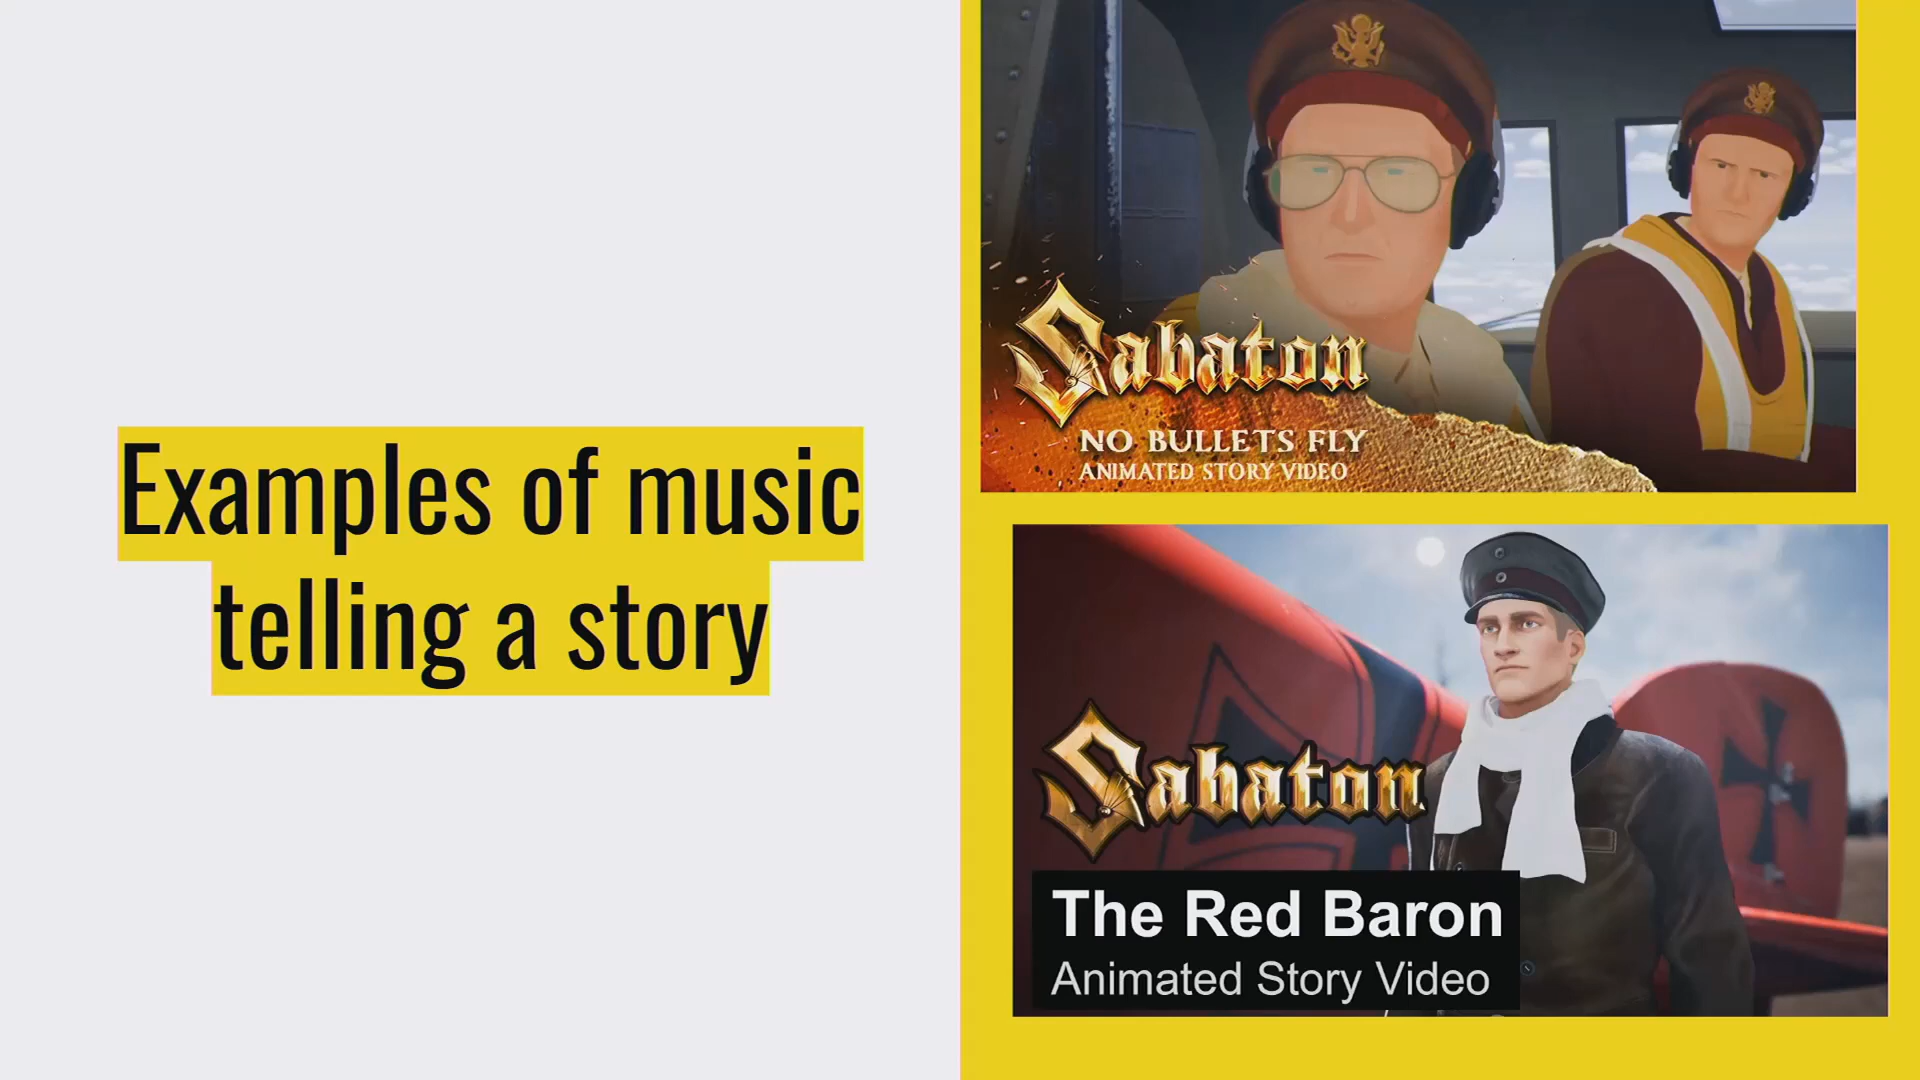 Examples of music
telling a story
Sabaton
NO BULLETS FLY
ANIMATED STORY VIDEO
Sabaton
The Red Baron
Animated Story Video